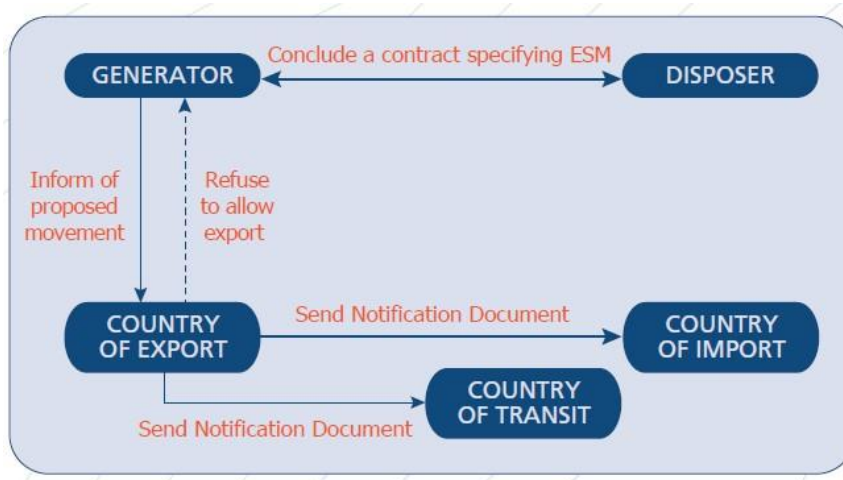 Conclude a contract specifying ESM
GENERATOR
DISPOSER
Inform of
proposed
movement
Refuse
to allow
export
COUNTRY
OF EXPORT
Send Notification Document
COUNTRY
OF IMPORT
COUNTRY
OF TRANSIT
Send Notification Document